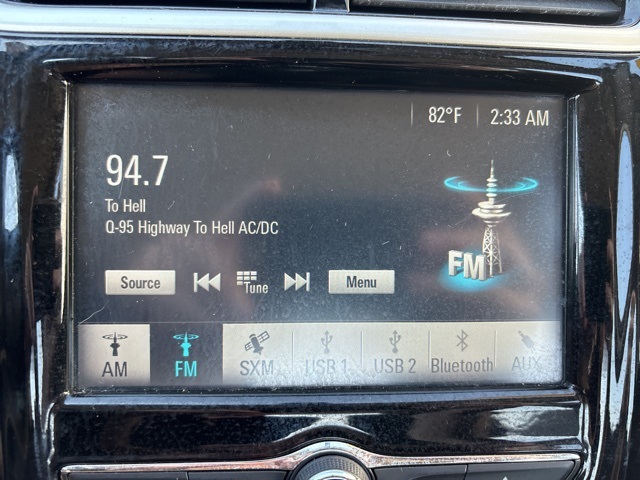 82°F 2:33 AM
94.7
To Hell
Q-95 Highway To Hell AC/DC
FM
Source Tune Menu
AM FM SXM USB 1 USB 2 Bluetooth AUX